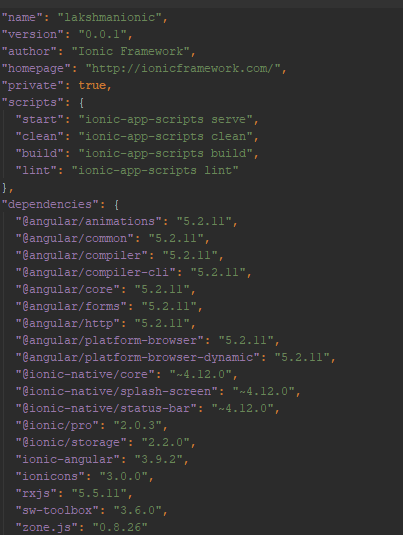 "name": "lakshmanionic",
"version": "0.0.1",
"author": "Ionic Framework",
"homepage": "http://ionicframework.com/",
"private": true,
"scripts": {
"start": "ionic-app-scripts serve",
"clean": "ionic-app-scripts clean",
"build": "ionic-app-scripts build",
"lint": "ionic-app-scripts lint"
},
"dependencies": {
"@angular/animations": "5.2.11",
"@angular/common": "5.2.11",
"@angular/compiler": "5.2.11",
"@angular/compiler-cli": "5.2.11",
"@angular/core": "5.2.11",
"@angular/forms": "5.2.11",
"@angular/http": "5.2.11",
"@angular/platform-browser": "5.2.11",
"@angular/platform-browser-dynamic": "5.2.11",
"@ionic-native/core": "~4.12.0",
"@ionic-native/splash-screen": "~4.12.0",
"@ionic-native/status-bar": "~4.12.0",
"@ionic/pro": "2.0.3",
"@ionic/storage": "2.2.0",
"ionic-angular": "3.9.2",
"ionicons": "3.0.0",
"rxjs": "5.5.11",
"sw-toolbox": "3.6.0",
"zone.js": "0.8.26"